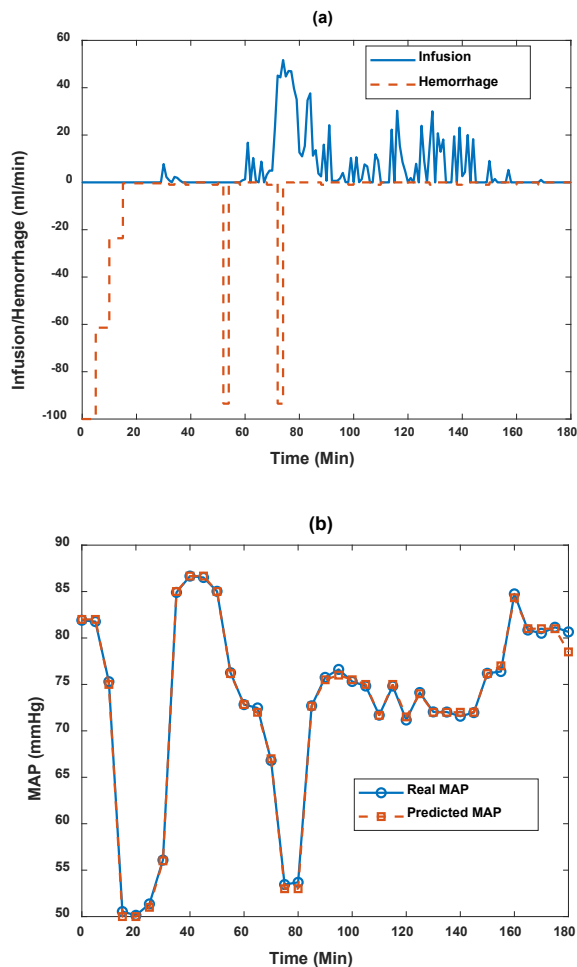 (a)
60
40
20
0
-20
-40
-60
-80
-100
Infusion/Hemorrhage (ml/min)
Infusion
Hemorrhage
0 20 40 60 80 100 120 140 160 180
Time (Min)
(b)
90
85
80
75
70
65
60
55
50
MAP (mmHg)
Real MAP
Predicted MAP
0 20 40 60 80 100 120 140 160 180
Time (Min)